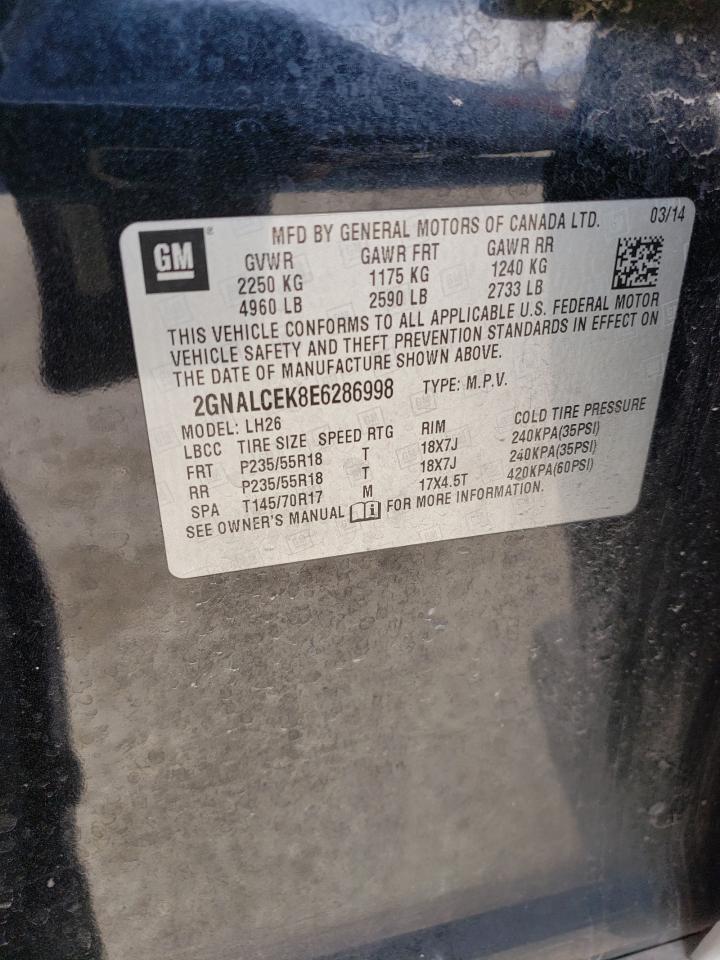 GM® MFD BY GENERAL MOTORS OF CANADA LTD. 03/14
GVWR GAWR FRT GAWR RR
2250 KG 1175 KG 1240 KG
4960 LB 2590 LB 2733 LB
THIS VEHICLE CONFORMS TO ALL APPLICABLE U.S. FEDERAL MOTOR
VEHICLE SAFETY AND THEFT PREVENTION STANDARDS IN EFFECT ON
THE DATE OF MANUFACTURE SHOWN ABOVE.
2GNALCEK8E6286998 TYPE: M.P.V.
MODEL: LH26
LBCC TIRE SIZE SPEED RTG RIM COLD TIRE PRESSURE
FRT P235/55R18 T 18X7J 240KPA(35PSI)
RR P235/55R18 T 18X7J 240KPA(35PSI)
SPA T145/70R17 M 17X4.5T 420KPA(60PSI)
SEE OWNER'S MANUAL i FOR MORE INFORMATION.